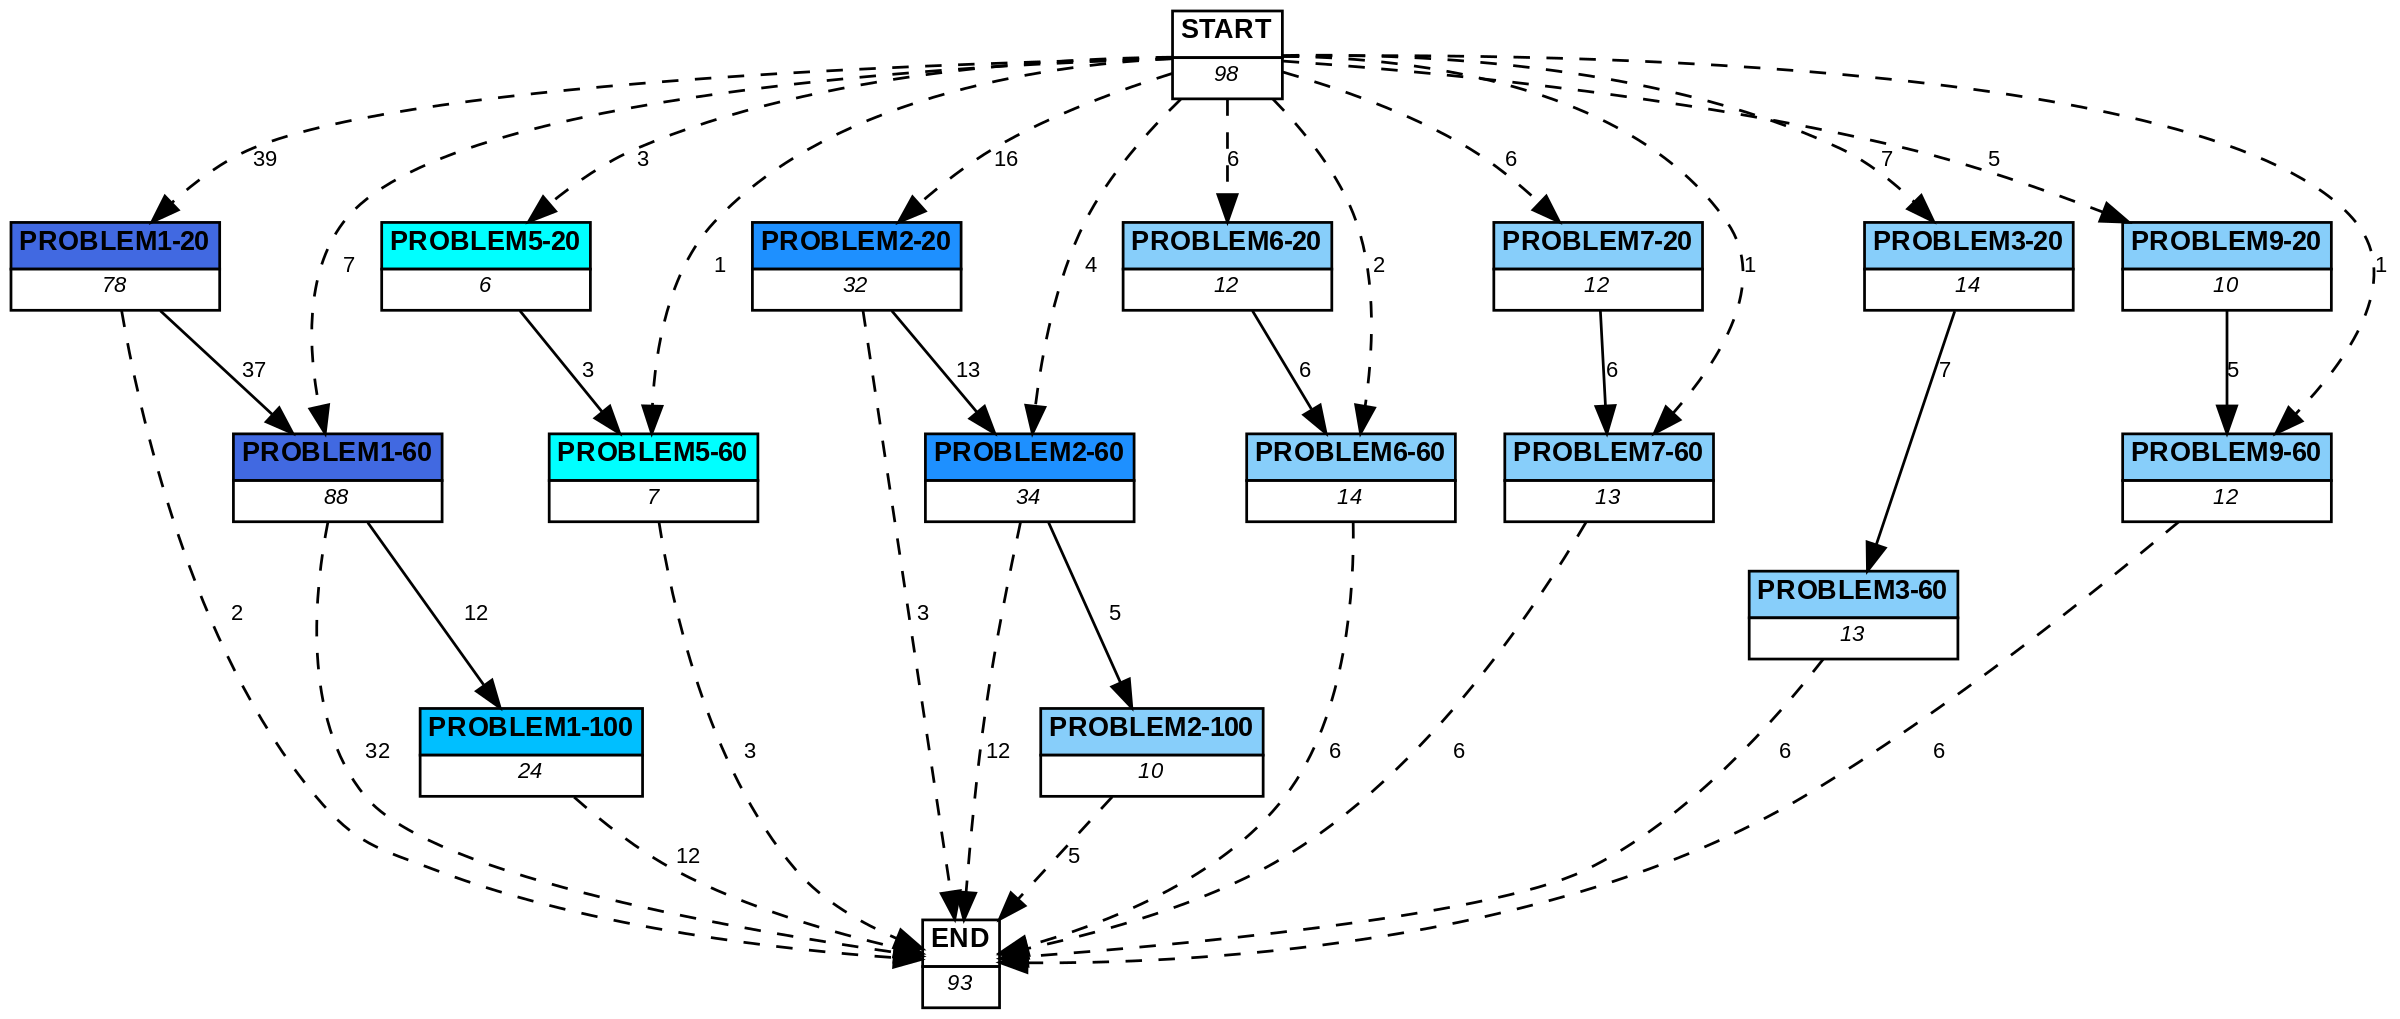 START
98
39
3
16
6
6
7
5
PROBLEM1-20
78
7
PROBLEM5-20
6
1
PROBLEM2-20
32
4
PROBLEM6-20
12
2
PROBLEM7-20
12
1
PROBLEM3-20
14
PROBLEM9-20
10
1
37
3
13
6
6
7
5
PROBLEM1-60
88
PROBLEM5-60
7
PROBLEM2-60
34
PROBLEM6-60
14
PROBLEM7-60
13
PROBLEM9-60
12
2
12
3
5
PROBLEM3-60
13
32
PROBLEM1-100
24
3
12
PROBLEM2-100
10
6
6
6
6
12
5
END
93